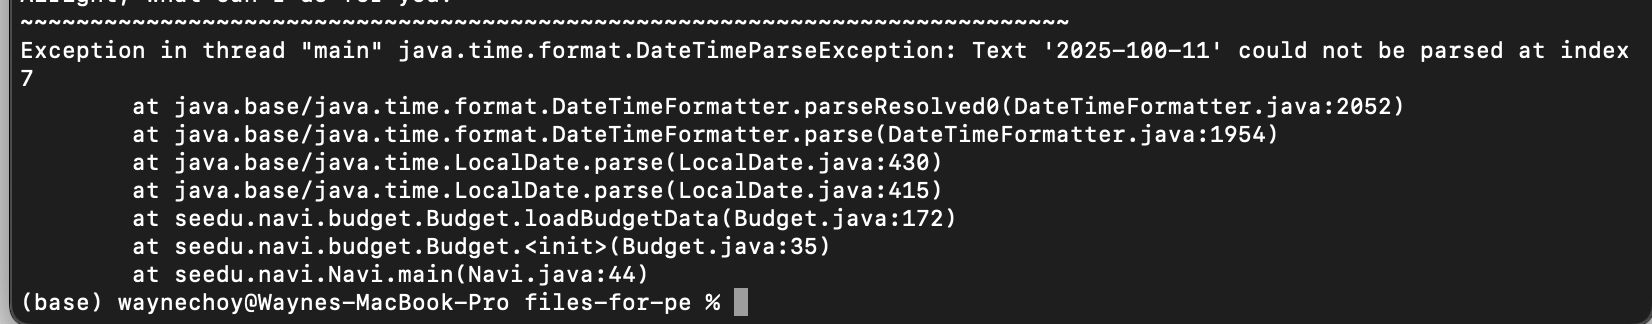 ~~~~~~~~~~~~~~~~~~~~~~~~~~~~~~~~~~~~~~~~~~~~~~~~~~~~~~~~~~~~~~~~~~~~~~~~~~~
Exception in thread "main" java.time.format.DateTimeParseException: Text '2025-100-11' could not be parsed at index
7
        at java.base/java.time.format.DateTimeFormatter.parseResolved0(DateTimeFormatter.java:2052)
        at java.base/java.time.format.DateTimeFormatter.parse(DateTimeFormatter.java:1954)
        at java.base/java.time.LocalDate.parse(LocalDate.java:430)
        at java.base/java.time.LocalDate.parse(LocalDate.java:415)
        at seedu.navi.budget.Budget.loadBudgetData(Budget.java:172)
        at seedu.navi.budget.Budget.<init>(Budget.java:35)
        at seedu.navi.Navi.main(Navi.java:44)
(base) waynechoy@Waynes-MacBook-Pro files-for-pe %